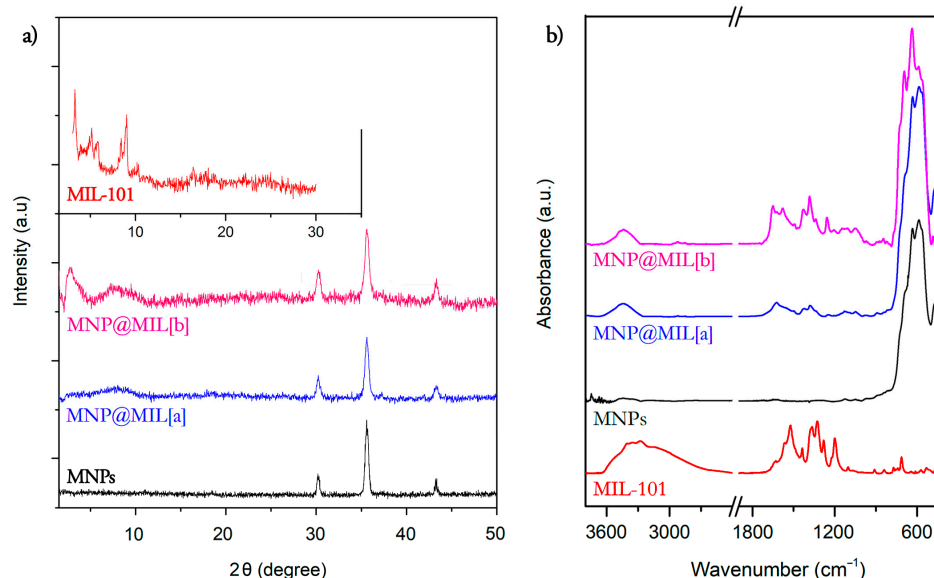 a)
Intensity (a.u)
MIL-101
10
20
30
MNP@MIL[b]
MNP@MIL[a]
MNPs
10
20
30
40
50
2θ (degree)
b)
Absorbance (a.u.)
MNP@MIL[b]
MNP@MIL[a]
MNPs
MIL-101
3600
3000
1800
1200
600
Wavenumber (cm⁻¹)